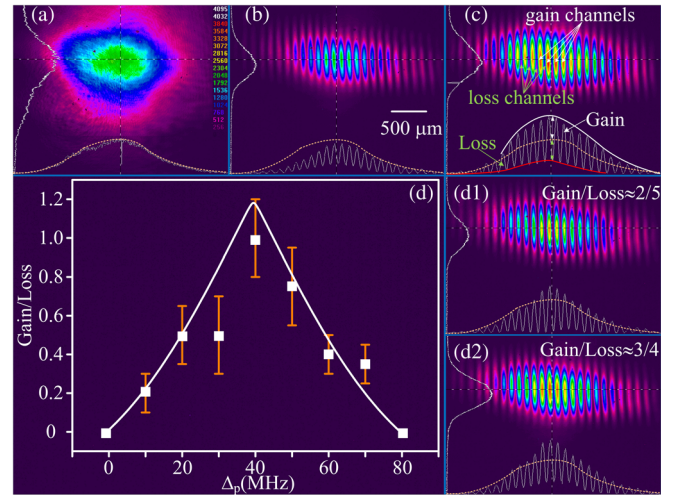 (a)
4095
4032
3840
3584
3328
3072
2816
2560
2304
2048
1792
1536
1280
512
256
(b)
500 μm
(c)
gain channels
loss channels
Gain
Loss
(d)
1.2
1.0
0.8
0.6
0.4
0.2
0
Gain/Loss
0
20
40
60
80
Δp(MHz)
(d1)
Gain/Loss≈2/5
(d2)
Gain/Loss≈3/4